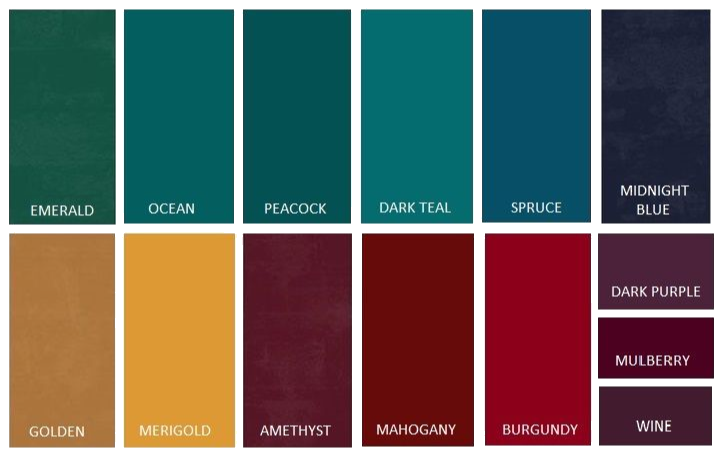 EMERALD
OCEAN
PEACOCK
DARK TEAL
SPRUCE
MIDNIGHT
BLUE
GOLDEN
MERIGOLD
AMETHYST
MAHOGANY
BURGUNDY
DARK PURPLE
MULBERRY
WINE